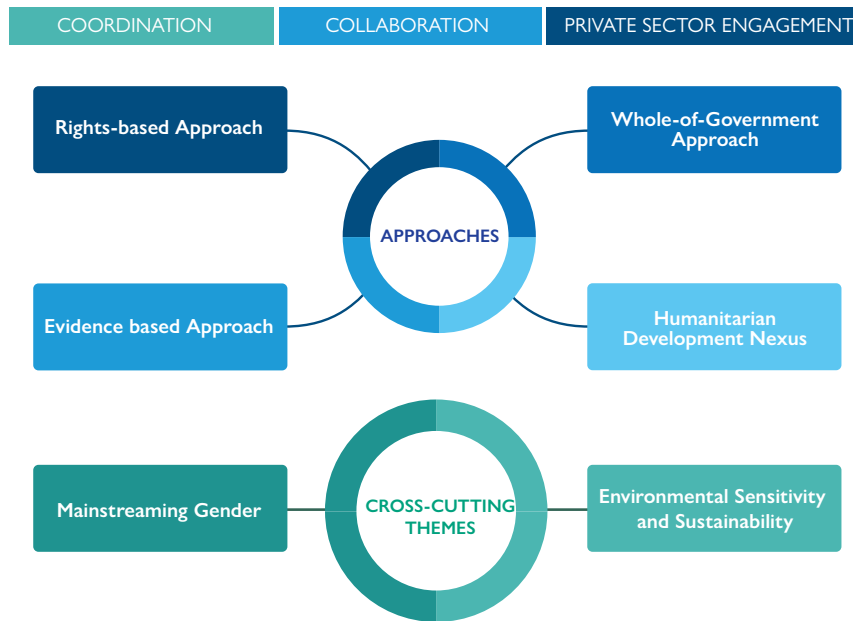 COORDINATION
COLLABORATION
PRIVATE SECTOR ENGAGEMENT
Rights-based Approach
Whole-of-Government
Approach
APPROACHES
Evidence based Approach
Humanitarian
Development Nexus
Mainstreaming Gender
CROSS-CUTTING
THEMES
Environmental Sensitivity
and Sustainability